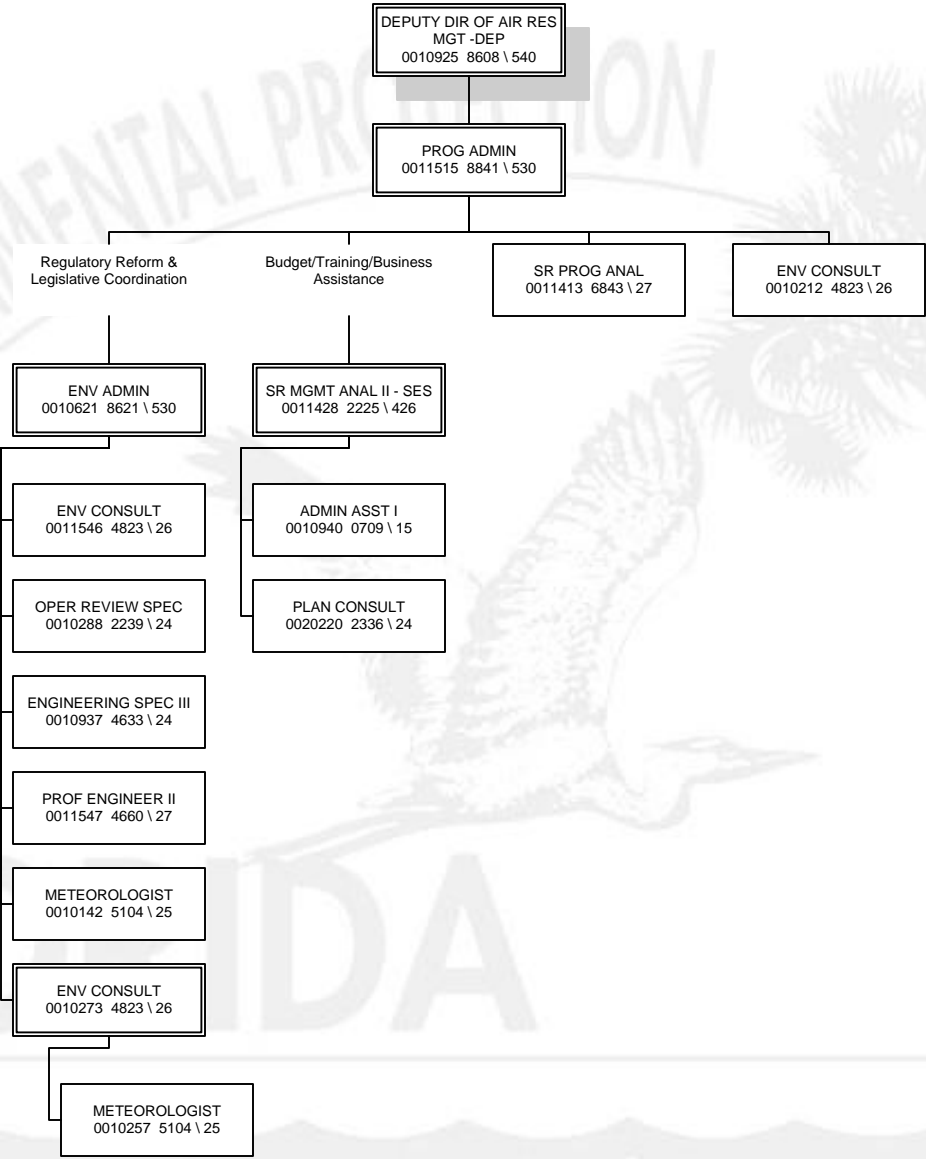 DEPUTY DIR OF AIR RES
MGT -DEP
0010925 8608 \ 540
PROG ADMIN
0011515 8841 \ 530
Regulatory Reform &
Legislative Coordination
Budget/Training/Business
Assistance
SR PROG ANAL
0011413 6843 \ 27
ENV CONSULT
0010212 4823 \ 26
ENV ADMIN
0010621 8621 \ 530
SR MGMT ANAL II - SES
0011428 2225 \ 426
ENV CONSULT
0011546 4823 \ 26
ADMIN ASST I
0010940 0709 \ 15
OPER REVIEW SPEC
0010288 2239 \ 24
PLAN CONSULT
0020220 2336 \ 24
ENGINEERING SPEC III
0010937 4633 \ 24
PROF ENGINEER II
0011547 4660 \ 27
METEOROLOGIST
0010142 5104 \ 25
ENV CONSULT
0010273 4823 \ 26
METEOROLOGIST
0010257 5104 \ 25
MENTAL PROTECTION
ORIDA